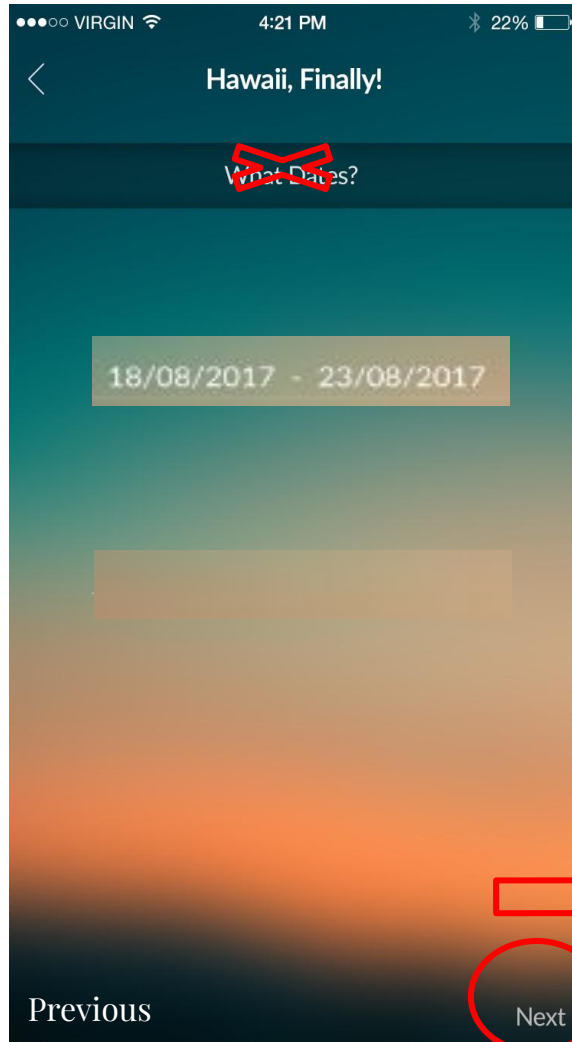 VIRGIN 4:21 PM 22%
Hawaii, Finally!
What Dates?
18/08/2017 - 23/08/2017
Previous Next